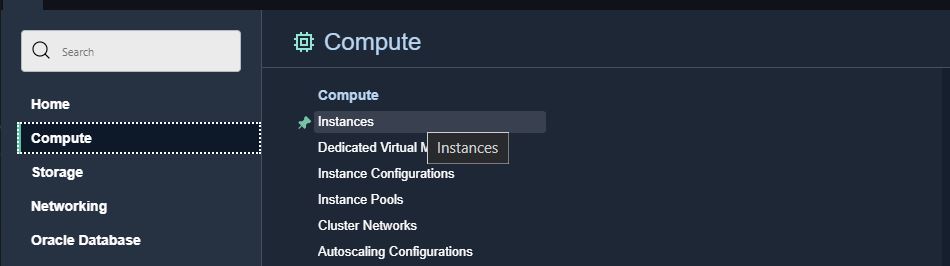 Search
Home
Compute
Storage
Networking
Oracle Database
Compute
Compute
Instances
Dedicated Virtual M
Instances
Instance Configurations
Instance Pools
Cluster Networks
Autoscaling Configurations